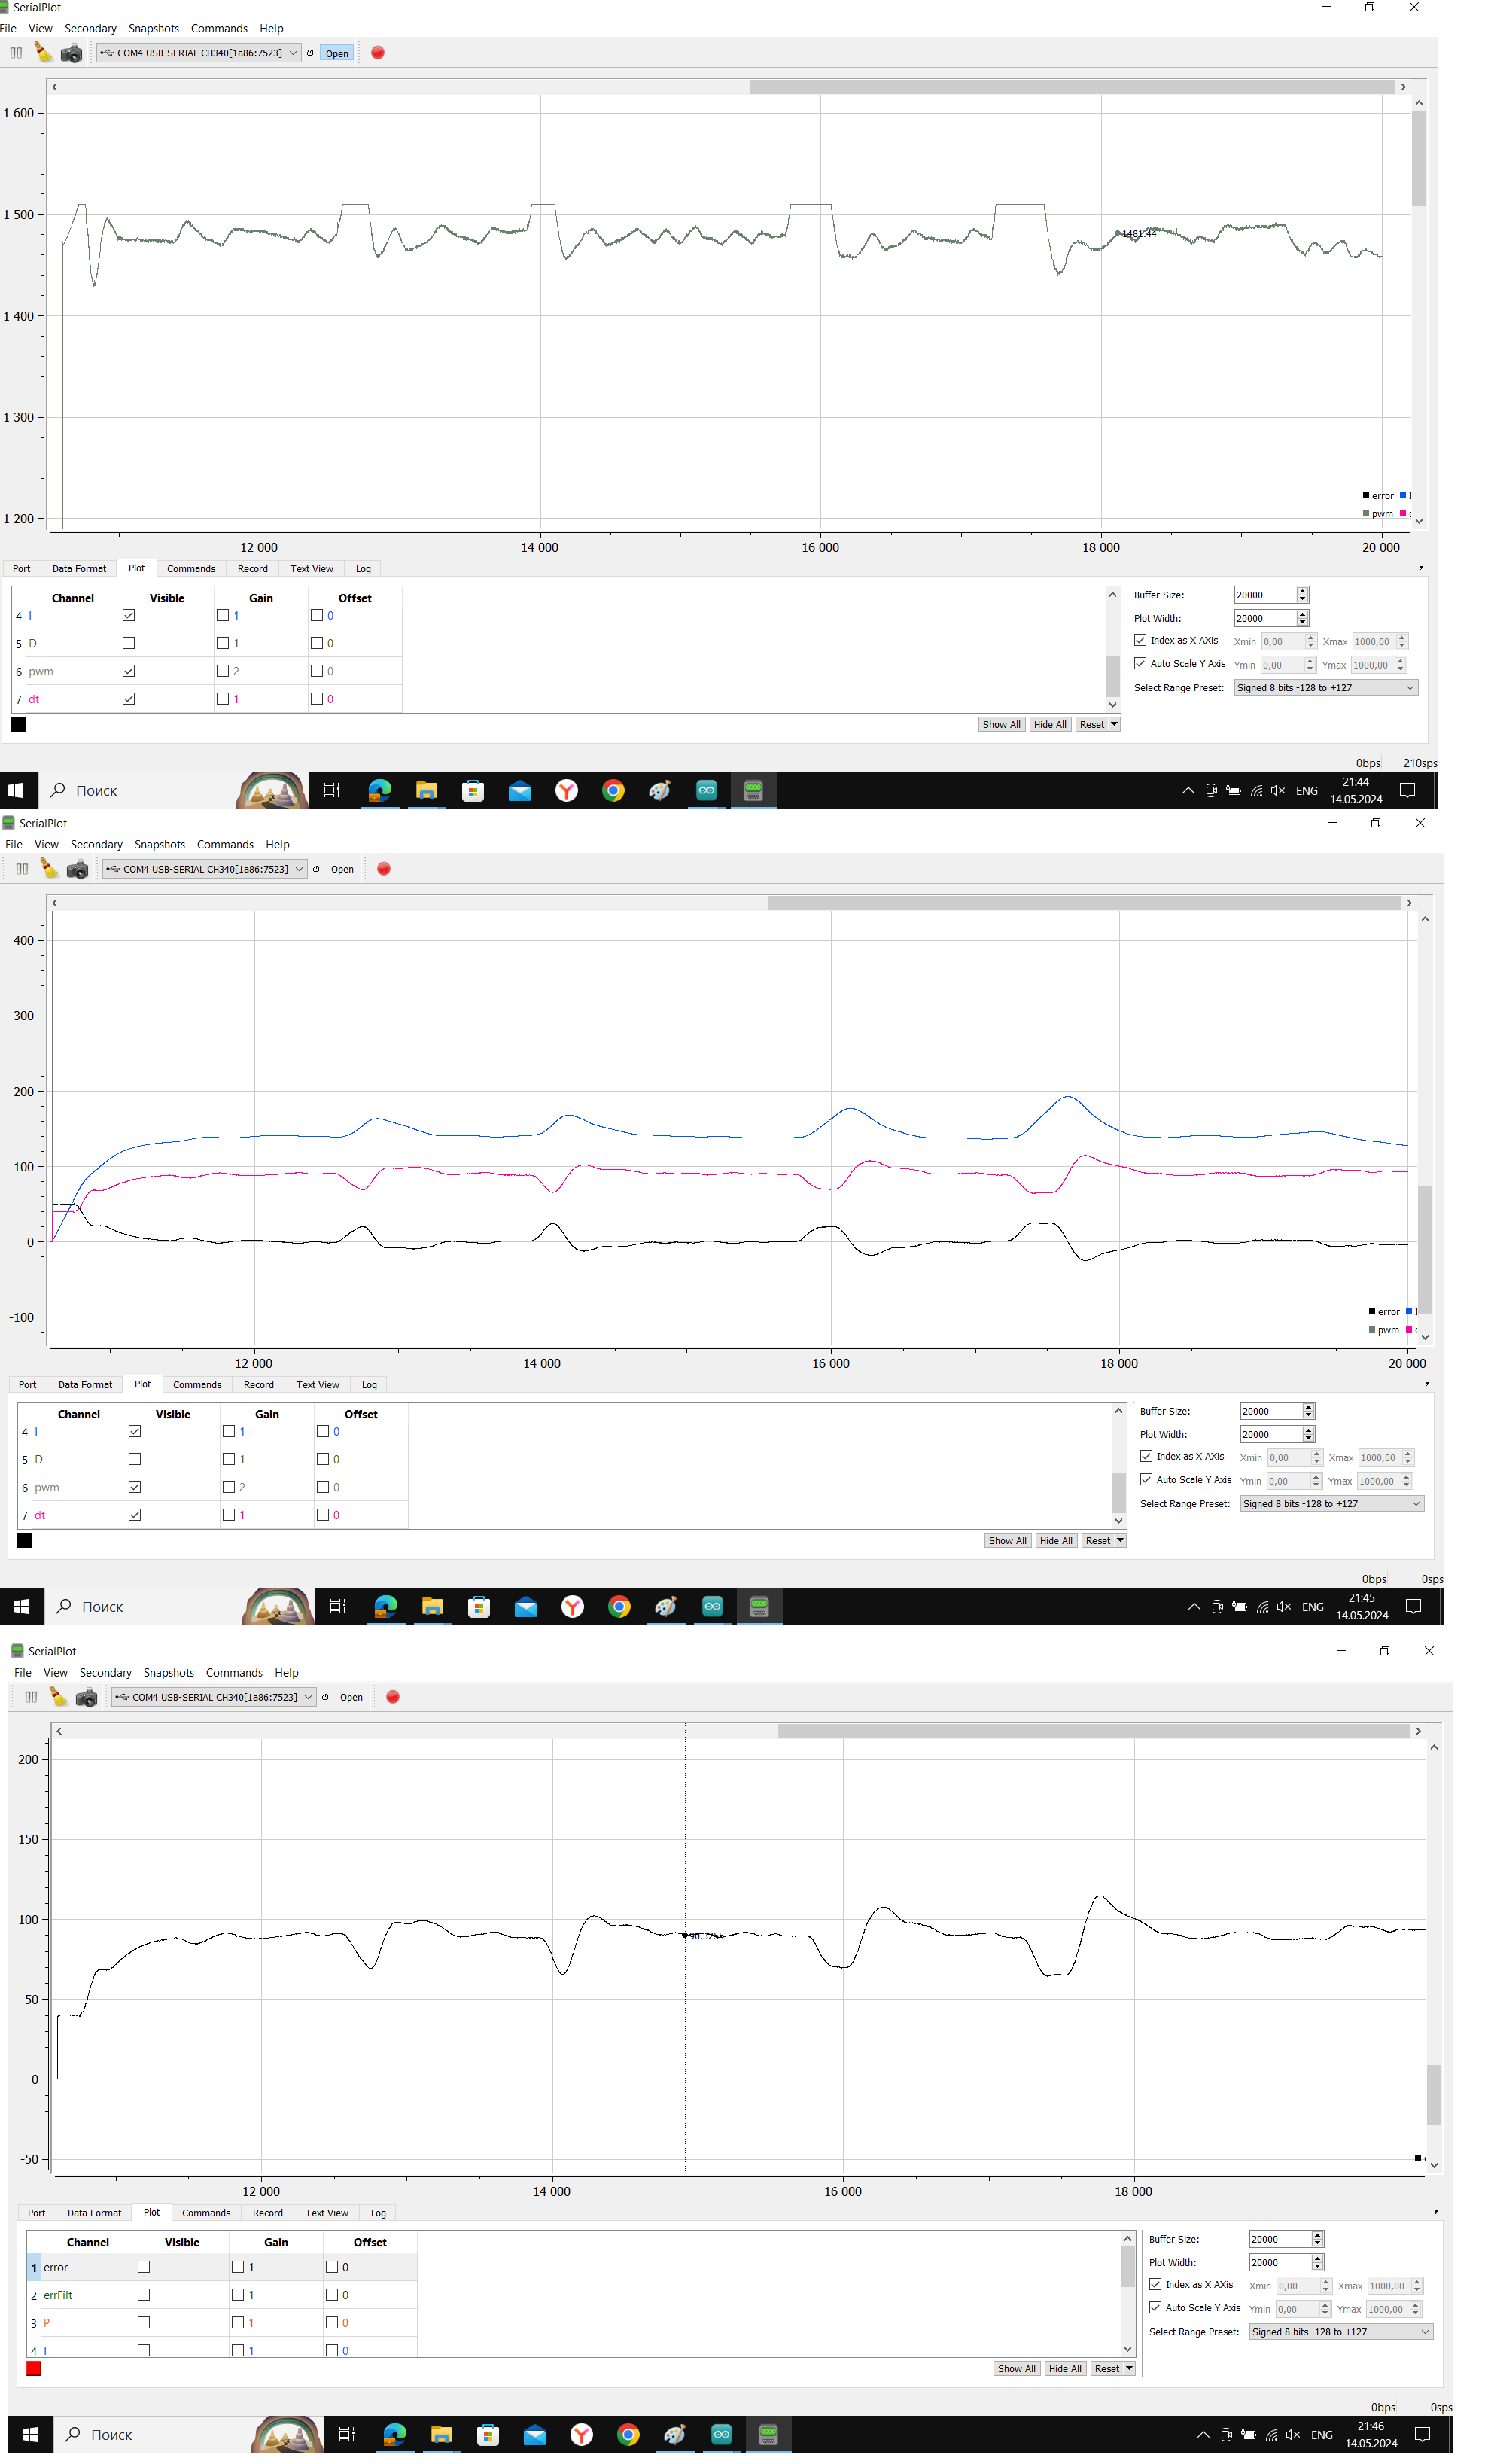 SerialPlot
File View Secondary Snapshots Commands Help
COM4 USB-SERIAL CH340[1a86:7523] Open
1 600
1 500
1481.44
1 400
1 300
error
1 200
pwm
12 000 14 000 16 000 18 000 20 000
Port Data Format Plot Commands Record Text View Log
Channel Visible Gain Offset
4 I 1 0
5 D 1 0
6 pwm 2 0
7 dt 1 0
Buffer Size: 20000
Plot Width: 20000
Index as X AXis Xmin 0,00 Xmax 1000,00
Auto Scale Y Axis Ymin 0,00 Ymax 1000,00
Select Range Preset: Signed 8 bits -128 to +127
Show All Hide All Reset
0bps 210sps
Поиск
ENG 21:44
14.05.2024
SerialPlot
File View Secondary Snapshots Commands Help
COM4 USB-SERIAL CH340[1a86:7523] Open
400
300
200
100
0
-100
error
pwm
12 000 14 000 16 000 18 000 20 000
Port Data Format Plot Commands Record Text View Log
Channel Visible Gain Offset
4 I 1 0
5 D 1 0
6 pwm 2 0
7 dt 1 0
Buffer Size: 20000
Plot Width: 20000
Index as X AXis Xmin 0,00 Xmax 1000,00
Auto Scale Y Axis Ymin 0,00 Ymax 1000,00
Select Range Preset: Signed 8 bits -128 to +127
Show All Hide All Reset
0bps 0sps
Поиск
ENG 21:45
14.05.2024
SerialPlot
File View Secondary Snapshots Commands Help
COM4 USB-SERIAL CH340[1a86:7523] Open
200
150
100
90.3255
50
0
-50
12 000 14 000 16 000 18 000
Port Data Format Plot Commands Record Text View Log
Channel Visible Gain Offset
1 error 1 0
2 errFilt 1 0
3 P 1 0
4 I 1 0
Buffer Size: 20000
Plot Width: 20000
Index as X AXis Xmin 0,00 Xmax 1000,00
Auto Scale Y Axis Ymin 0,00 Ymax 1000,00
Select Range Preset: Signed 8 bits -128 to +127
Show All Hide All Reset
0bps 0sps
Поиск
ENG 21:46
14.05.2024